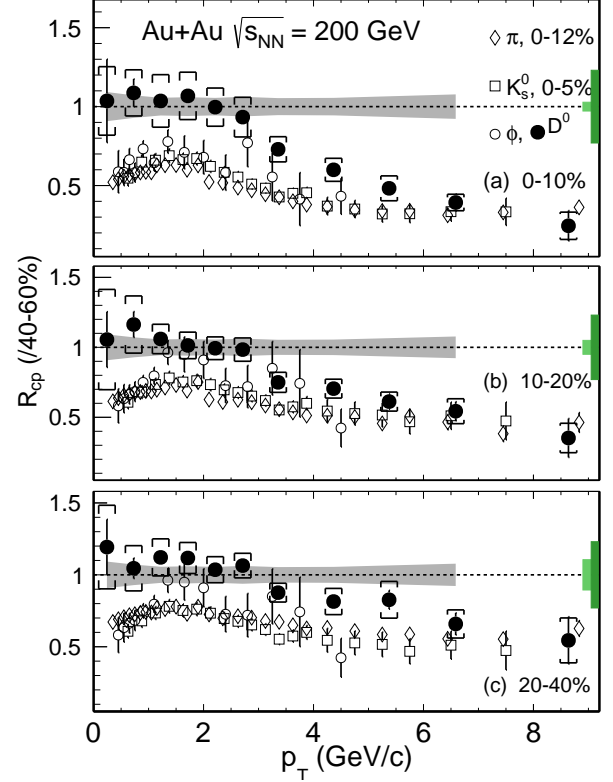 Au+Au √s_NN = 200 GeV
π, 0-12%
K_s^0, 0-5%
ϕ, D^0
(a) 0-10%
1.5
1
0.5
R_cp (/40-60%)
(b) 10-20%
1.5
1
0.5
(c) 20-40%
1.5
1
0.5
0 2 4 6 8
p_T (GeV/c)